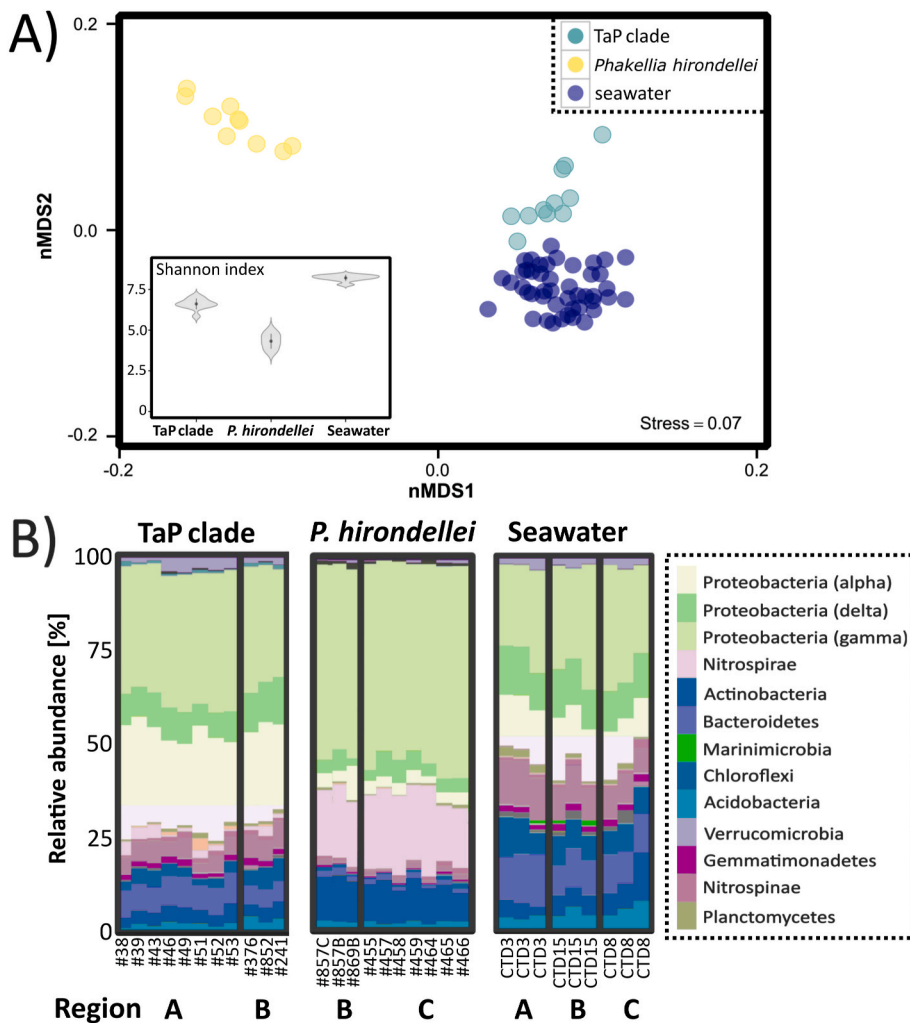 A)
0.2
0.0
-0.2
nMDS2
TaP clade
Phakellia hirondellei
seawater
Shannon index
7.5
5.0
2.5
0
TaP clade P. hirondellei Seawater
Stress = 0.07
-0.2 0.0 0.2
nMDS1
B)
TaP clade P. hirondellei Seawater
100
75
50
25
0
Relative abundance [%]
Proteobacteria (alpha)
Proteobacteria (delta)
Proteobacteria (gamma)
Nitrospirae
Actinobacteria
Bacteroidetes
Marinimicrobia
Chloroflexi
Acidobacteria
Verrucomicrobia
Gemmatimonadetes
Nitrospinae
Planctomycetes
#38
#39
#43
#46
#49
#51
#52
#53
#376
#852
#241
#857C
#857B
#869B
#455
#457
#458
#459
#464
#465
#466
CTD3
CTD3
CTD3
CTD15
CTD15
CTD15
CTD8
CTD8
CTD8
Region A B B C A B C